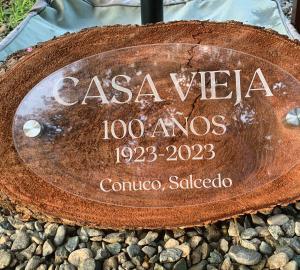 CASA VIEJA
100 AÑOS
1923-2023
Conuco, Salcedo